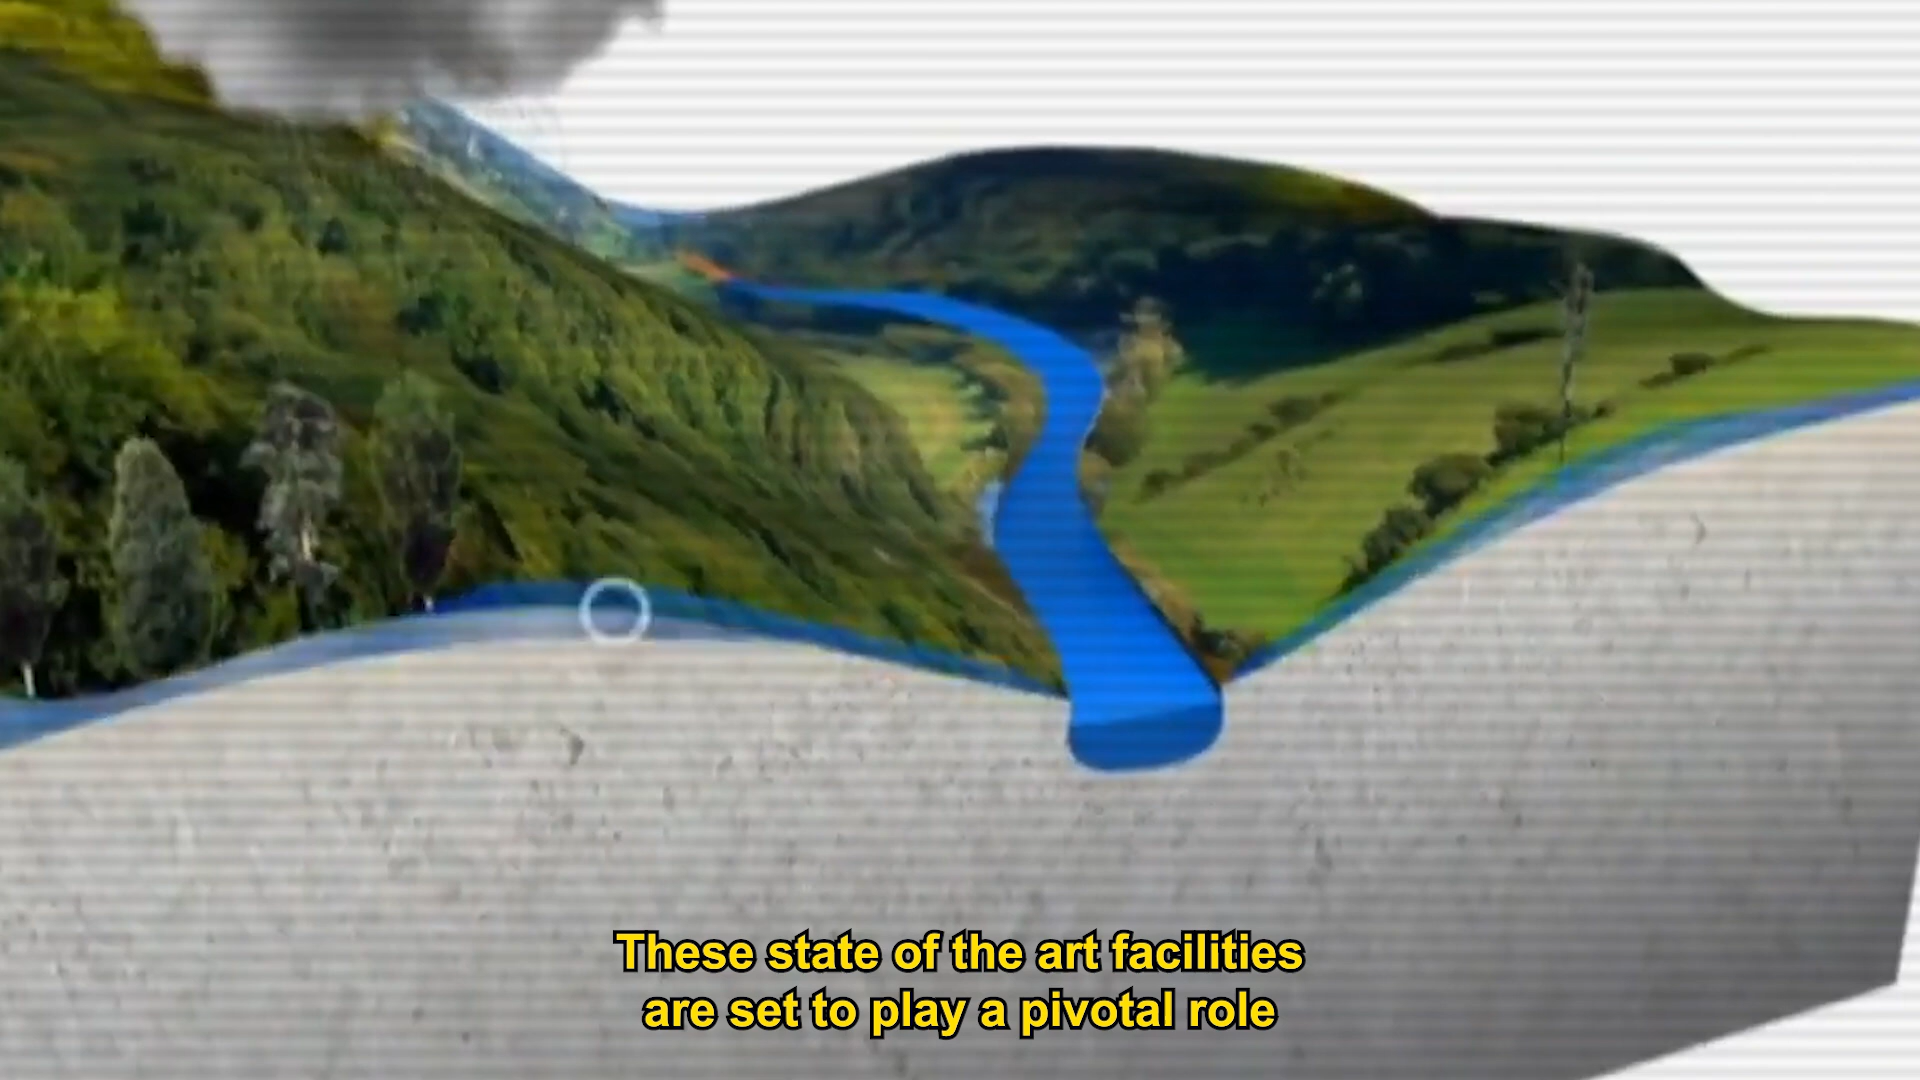 These state of the art facilities
are set to play a pivotal role